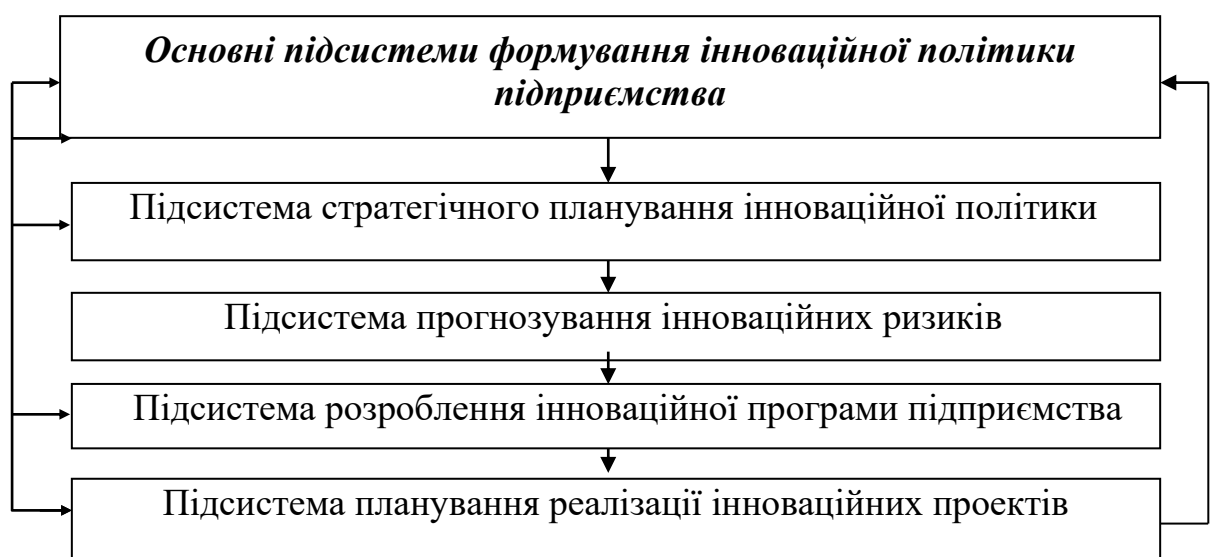 Основні підсистеми формування інноваційної політики
підприємства
Підсистема стратегічного планування інноваційної політики
Підсистема прогнозування інноваційних ризиків
Підсистема розроблення інноваційної програми підприємства
Підсистема планування реалізації інноваційних проектів